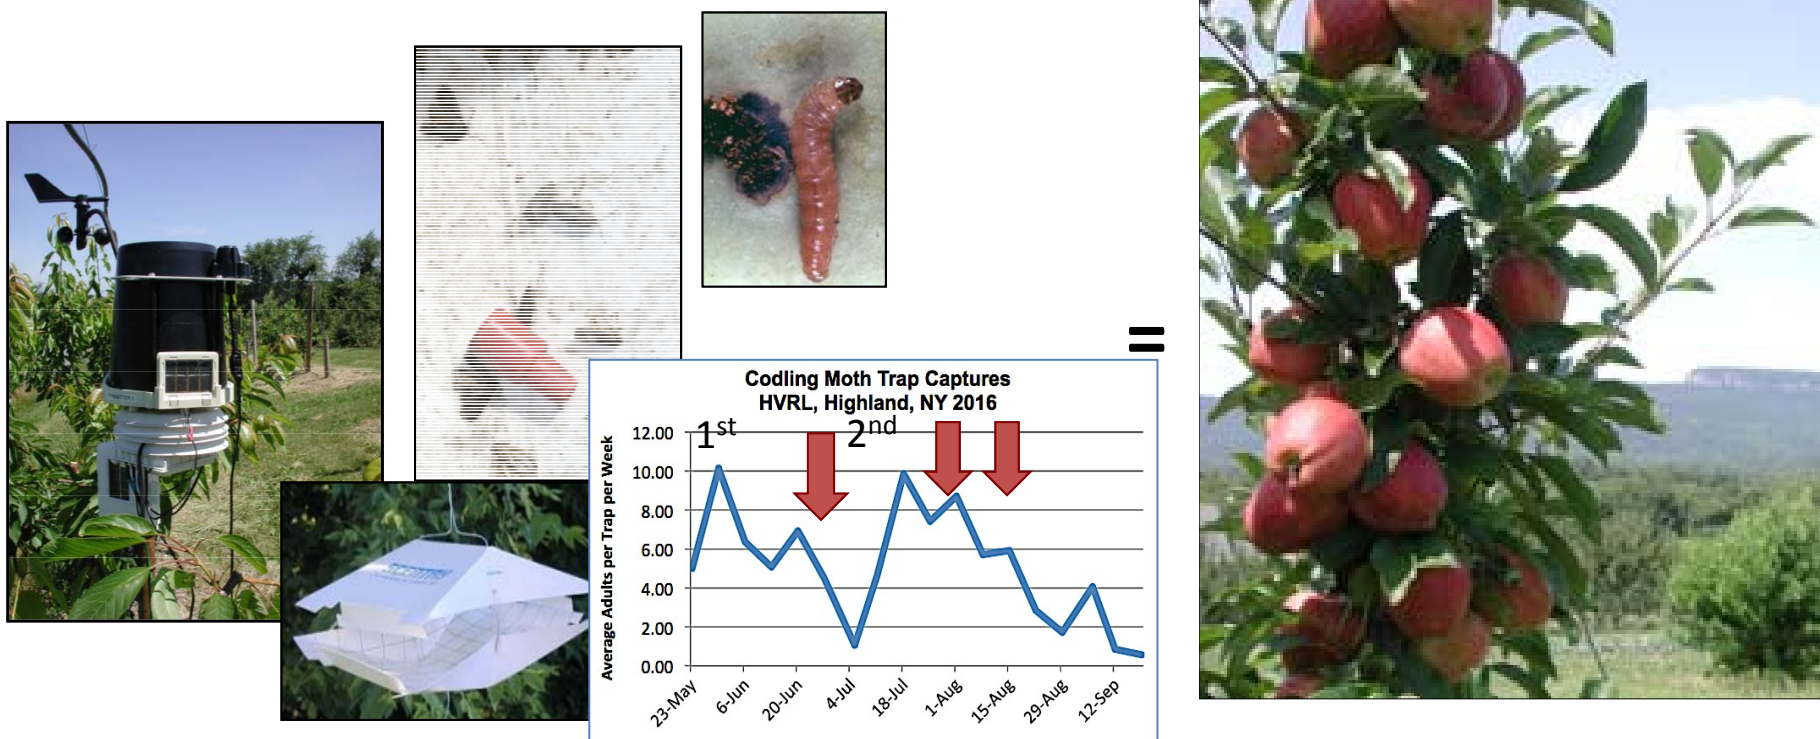 =
Codling Moth Trap Captures
HVRL, Highland, NY 2016
1st
2nd
Average Adults per Trap per Week
12.00
10.00
8.00
6.00
4.00
2.00
0.00
23-May
6-Jun
20-Jun
4-Jul
18-Jul
1-Aug
15-Aug
29-Aug
12-Sep